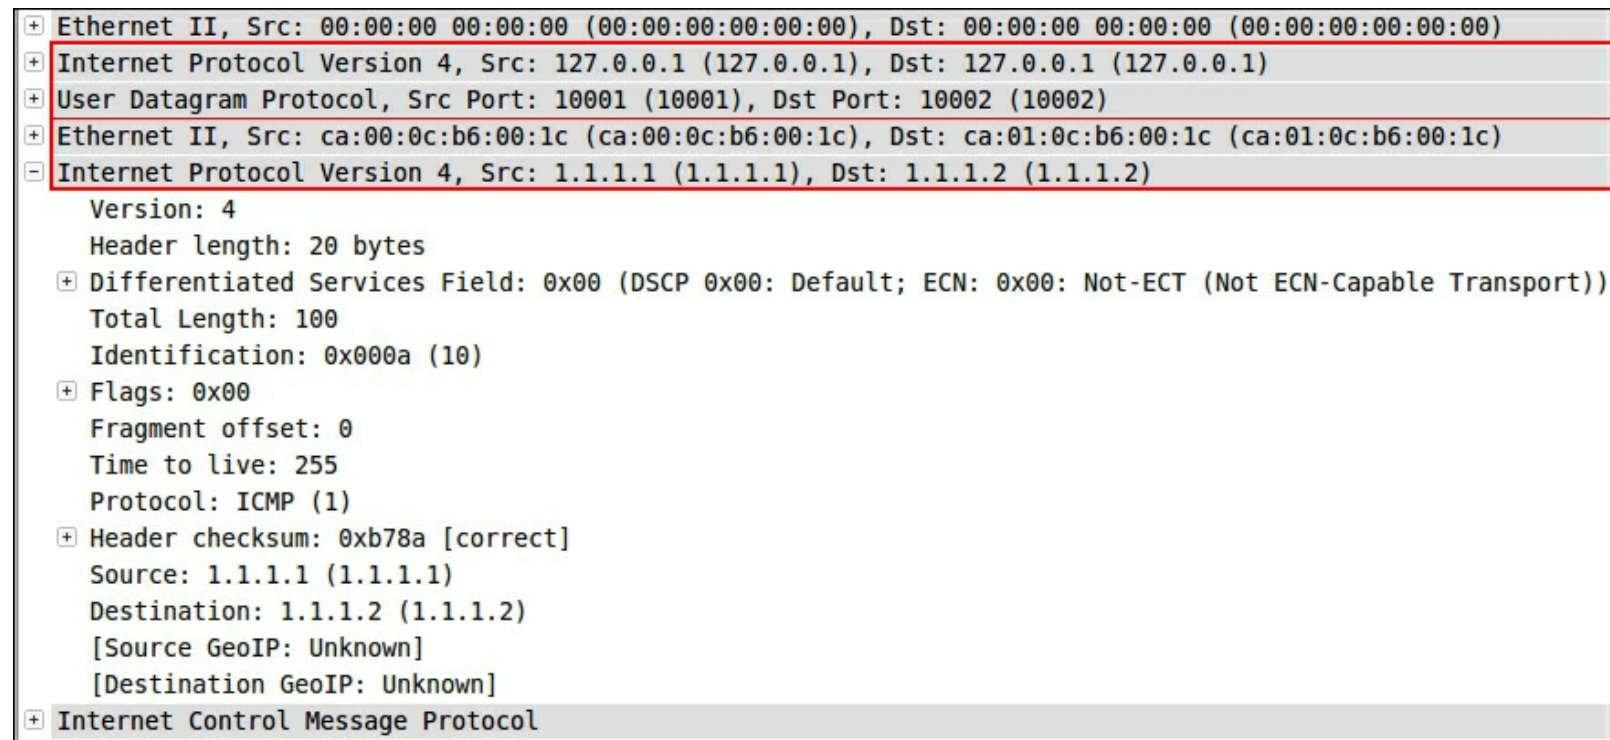 Ethernet II, Src: 00:00:00 00:00:00 (00:00:00:00:00:00), Dst: 00:00:00 00:00:00 (00:00:00:00:00:00)
Internet Protocol Version 4, Src: 127.0.0.1 (127.0.0.1), Dst: 127.0.0.1 (127.0.0.1)
User Datagram Protocol, Src Port: 10001 (10001), Dst Port: 10002 (10002)
Ethernet II, Src: ca:00:0c:b6:00:1c (ca:00:0c:b6:00:1c), Dst: ca:01:0c:b6:00:1c (ca:01:0c:b6:00:1c)
Internet Protocol Version 4, Src: 1.1.1.1 (1.1.1.1), Dst: 1.1.1.2 (1.1.1.2)
Version: 4
Header length: 20 bytes
Differentiated Services Field: 0x00 (DSCP 0x00: Default; ECN: 0x00: Not-ECT (Not ECN-Capable Transport))
Total Length: 100
Identification: 0x000a (10)
Flags: 0x00
Fragment offset: 0
Time to live: 255
Protocol: ICMP (1)
Header checksum: 0xb78a [correct]
Source: 1.1.1.1 (1.1.1.1)
Destination: 1.1.1.2 (1.1.1.2)
[Source GeoIP: Unknown]
[Destination GeoIP: Unknown]
Internet Control Message Protocol